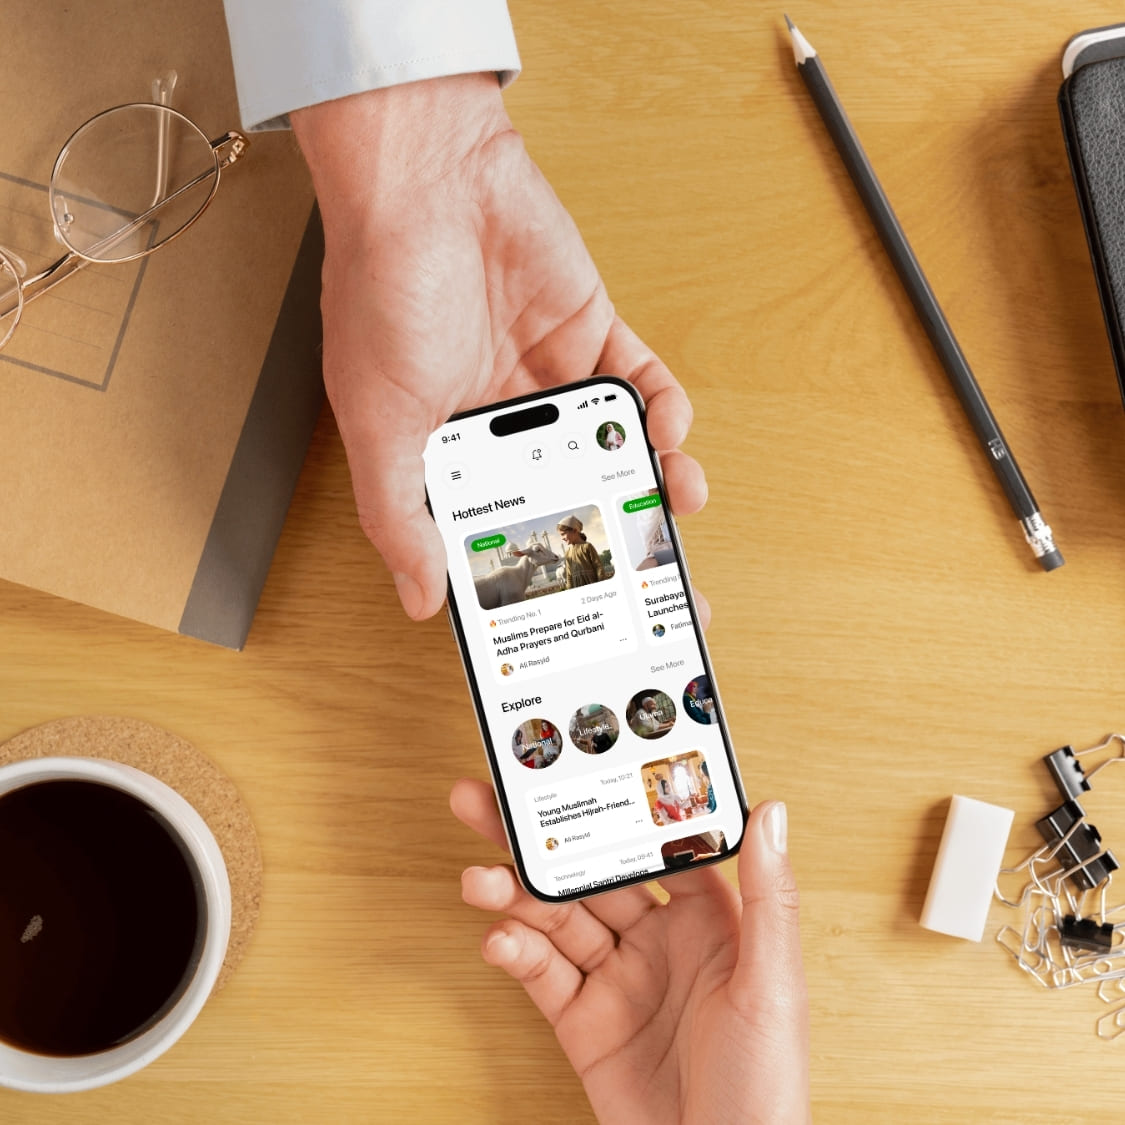 9:41
See More
Hottest News
National
Education
Trending No. 1
2 Days Ago
Muslims Prepare for Eid al-
Adha Prayers and Qurbani
...
Ali Rasyid
Trending
Surabaya
Launches
Fatima
See More
Explore
National
Lifestyle
Ulama
Educa
Lifestyle
Today, 10:21
Young Muslimah
Establishes Hijrah-Friend...
...
Ali Rasyid
Technology
Today, 09:41
Millennial Santri Develops